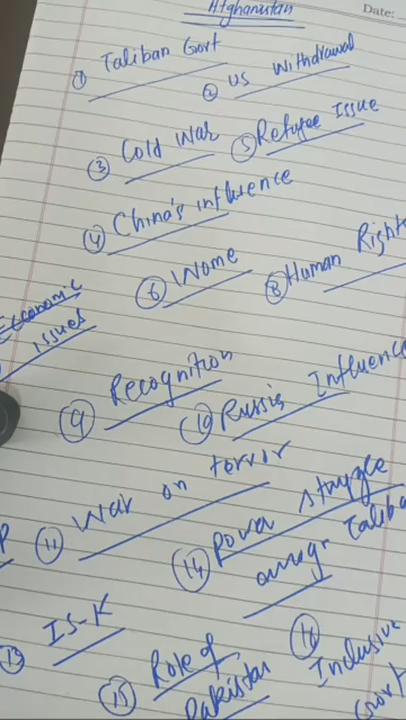 Afghanistan
Date:
① Taliban Govt
② US Withdrawal
③ Cold War
⑤ Refugee Issue
④ China's influence
⑥ Wome
⑧ Human Right
Economic
issues
⑨ Recognition
⑩ Russia Influence
⑪ War on terror
P
⑭ Power struggle
among Taliba
⑬ IS-K
⑮ Role of
Pakistan
⑯ Inclusive
Govt